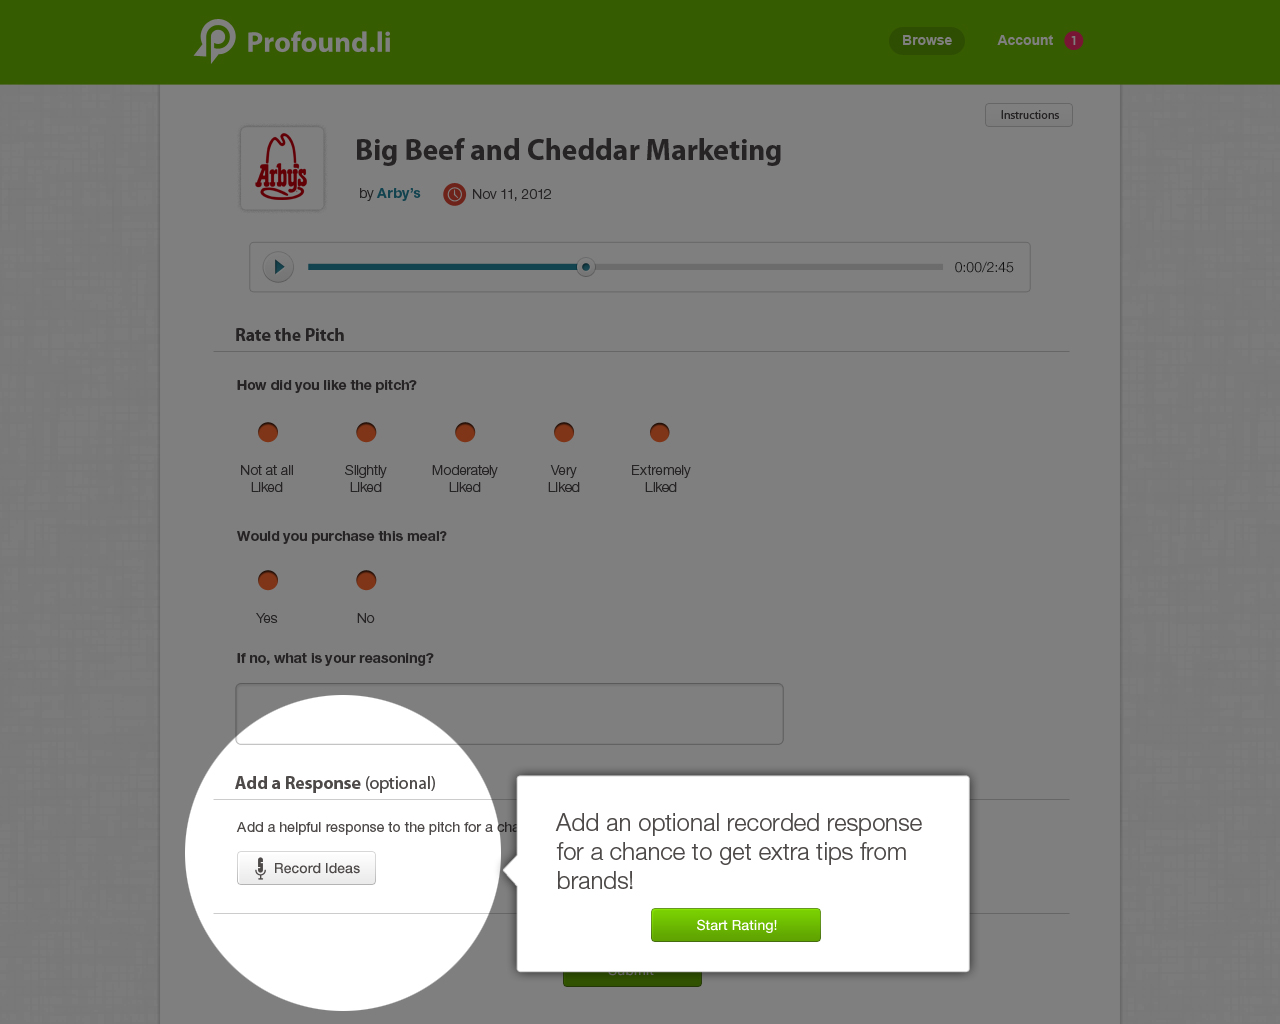 Profound.li
Browse
Account
1
Instructions
Arby's
Big Beef and Cheddar Marketing
by Arby's
Nov 11, 2012
0:00/2:45
Rate the Pitch
How did you like the pitch?
Not at all
Liked
Slightly
Liked
Moderately
Liked
Very
Liked
Extremely
Liked
Would you purchase this meal?
Yes
No
If no, what is your reasoning?
Add a Response (optional)
Add a helpful response to the pitch for a
Record Ideas
Add an optional recorded response
for a chance to get extra tips from
brands!
Start Rating!
Submit